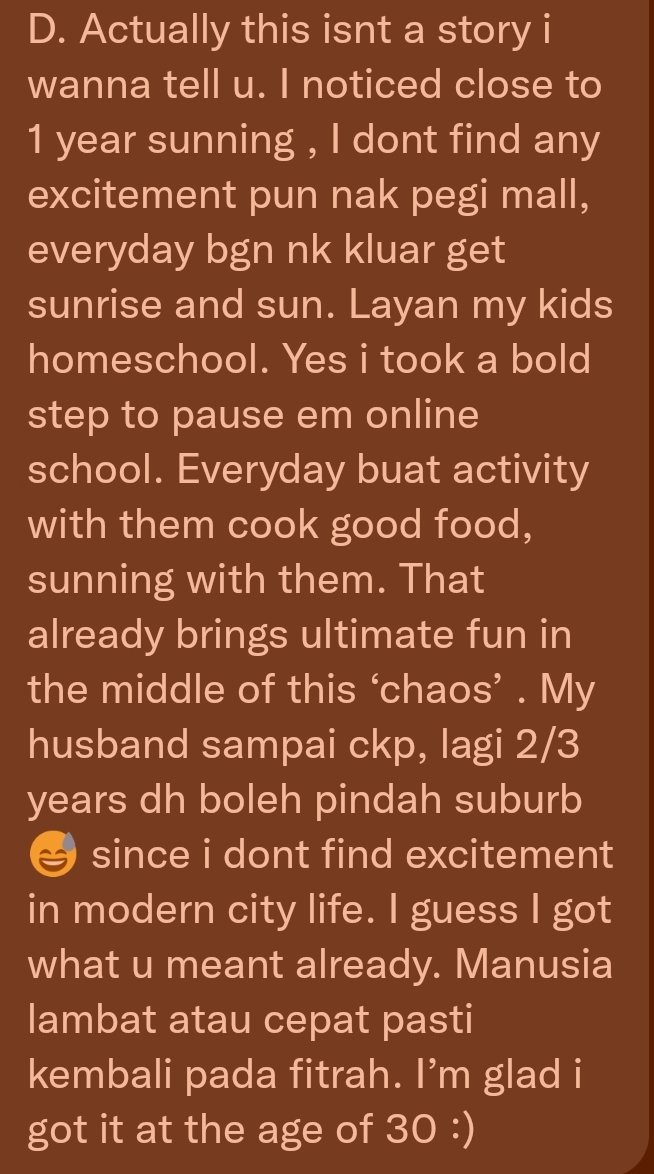 D. Actually this isnt a story i
wanna tell u. I noticed close to
1 year sunning , I dont find any
excitement pun nak pegi mall,
everyday bgn nk kluar get
sunrise and sun. Layan my kids
homeschool. Yes i took a bold
step to pause em online
school. Everyday buat activity
with them cook good food,
sunning with them. That
already brings ultimate fun in
the middle of this ‘chaos’ . My
husband sampai ckp, lagi 2/3
years dh boleh pindah suburb
😅 since i dont find excitement
in modern city life. I guess I got
what u meant already. Manusia
lambat atau cepat pasti
kembali pada fitrah. I’m glad i
got it at the age of 30 :)